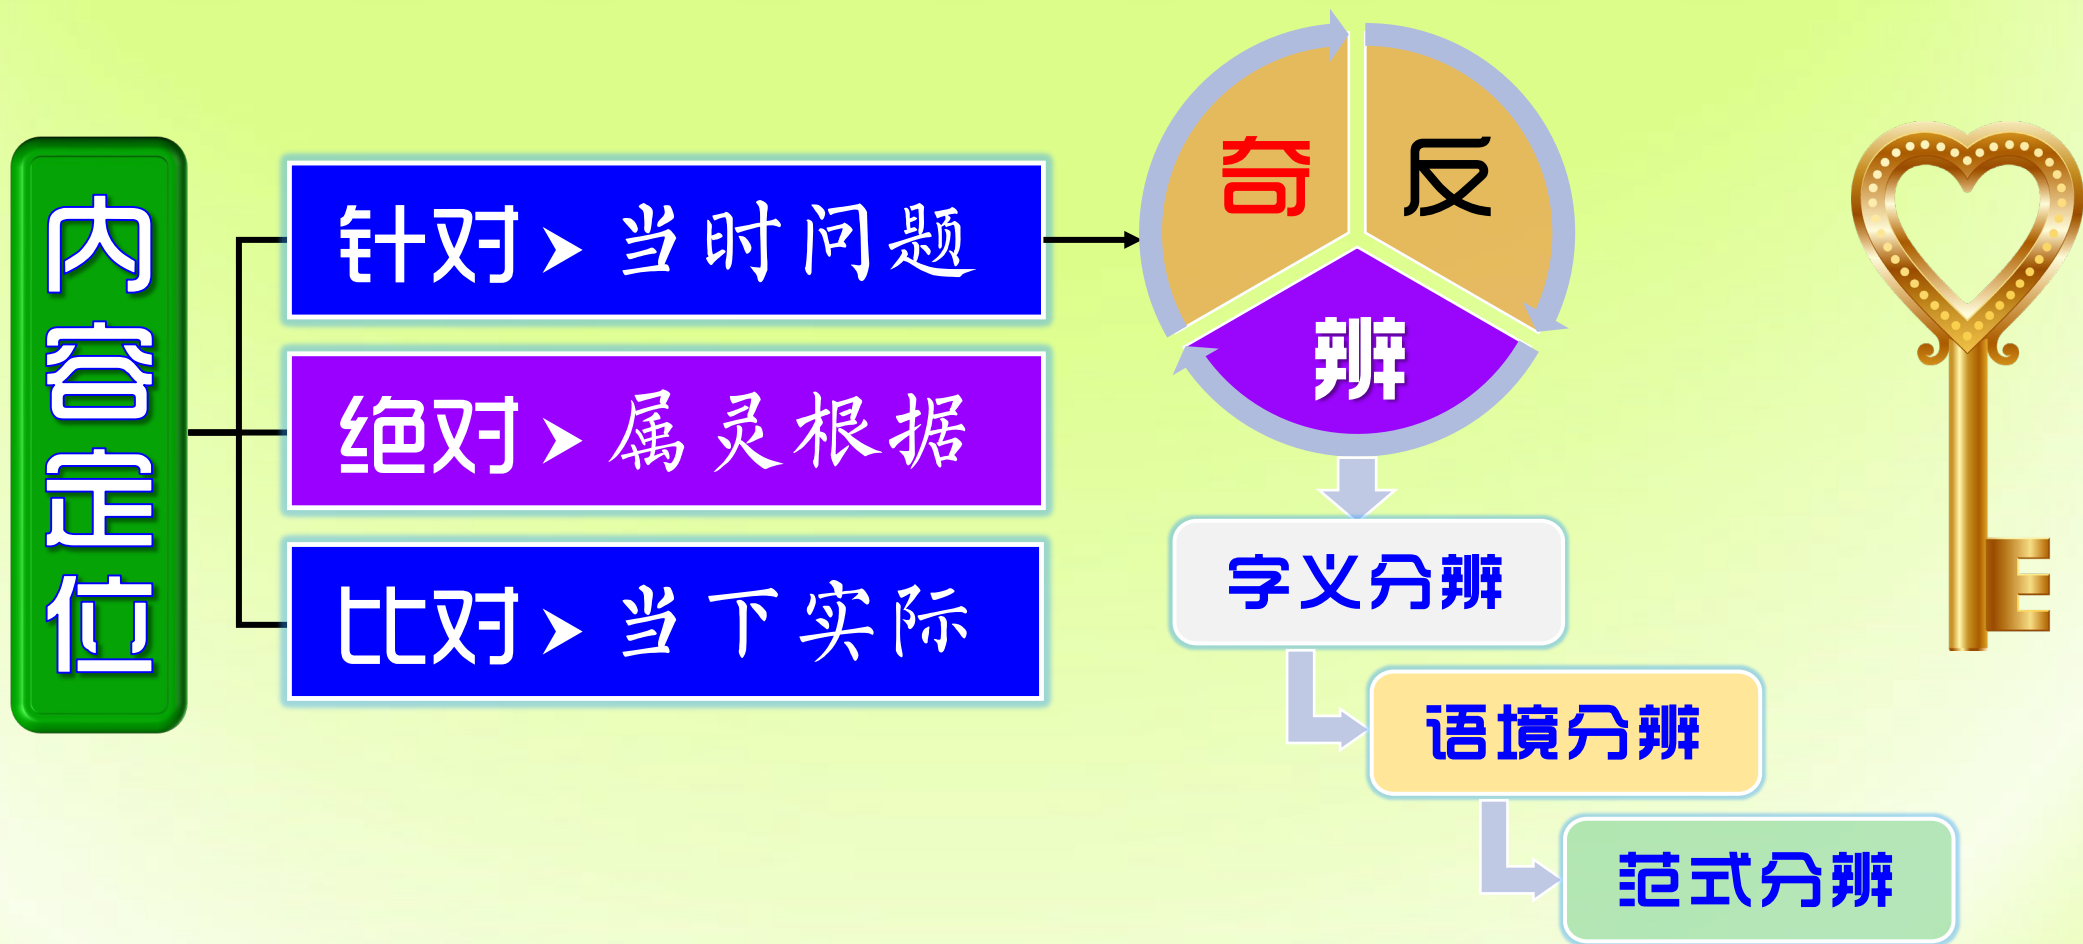 内容定位
针对➤当时问题
绝对➤属灵根据
比对➤当下实际
奇
反
辨
字义分辨
语境分辨
范式分辨